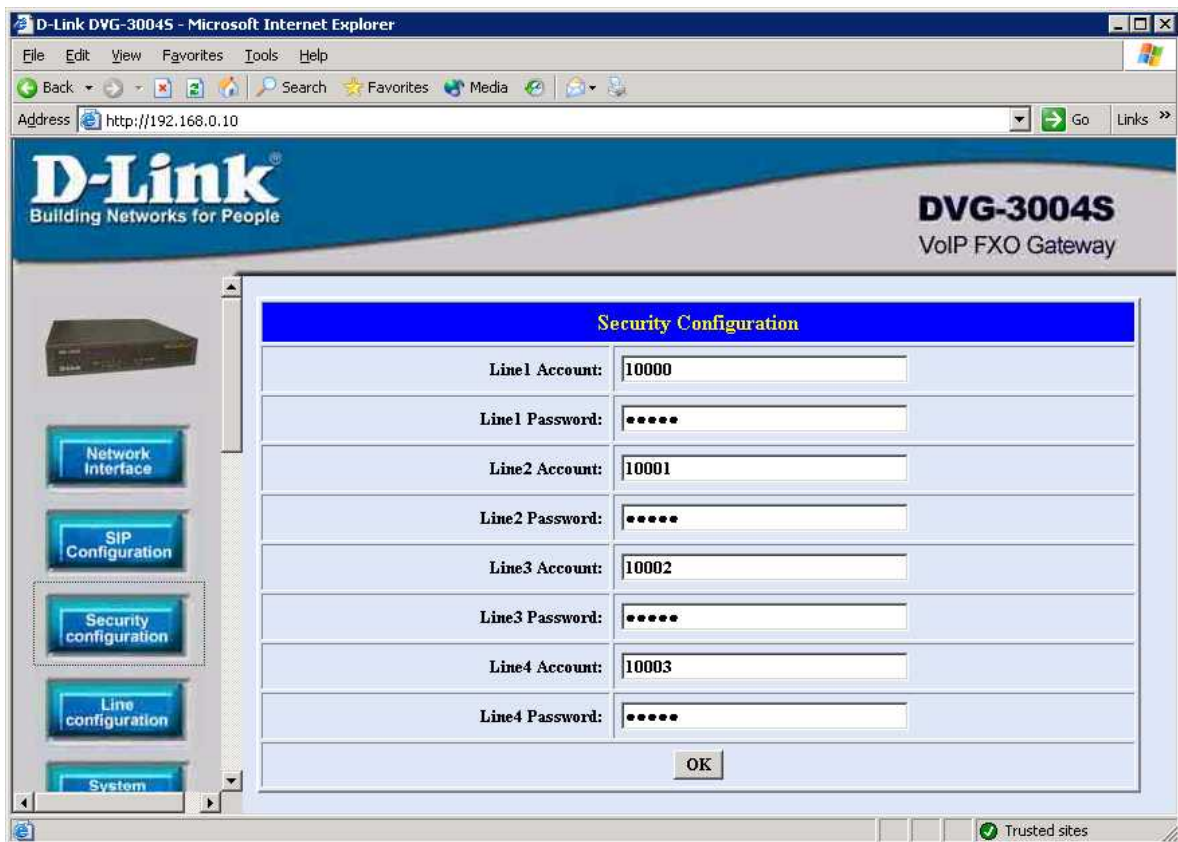 D-Link DVG-3004S - Microsoft Internet Explorer
File Edit View Favorites Tools Help
Back Search Favorites Media
Address http://192.168.0.10 Go Links »
D-Link®
Building Networks for People
DVG-3004S
VoIP FXO Gateway
Network
Interface
SIP
Configuration
Security
configuration
Line
configuration
System
Security Configuration
Line1 Account: 10000
Line1 Password: •••••
Line2 Account: 10001
Line2 Password: •••••
Line3 Account: 10002
Line3 Password: •••••
Line4 Account: 10003
Line4 Password: •••••
OK
Trusted sites